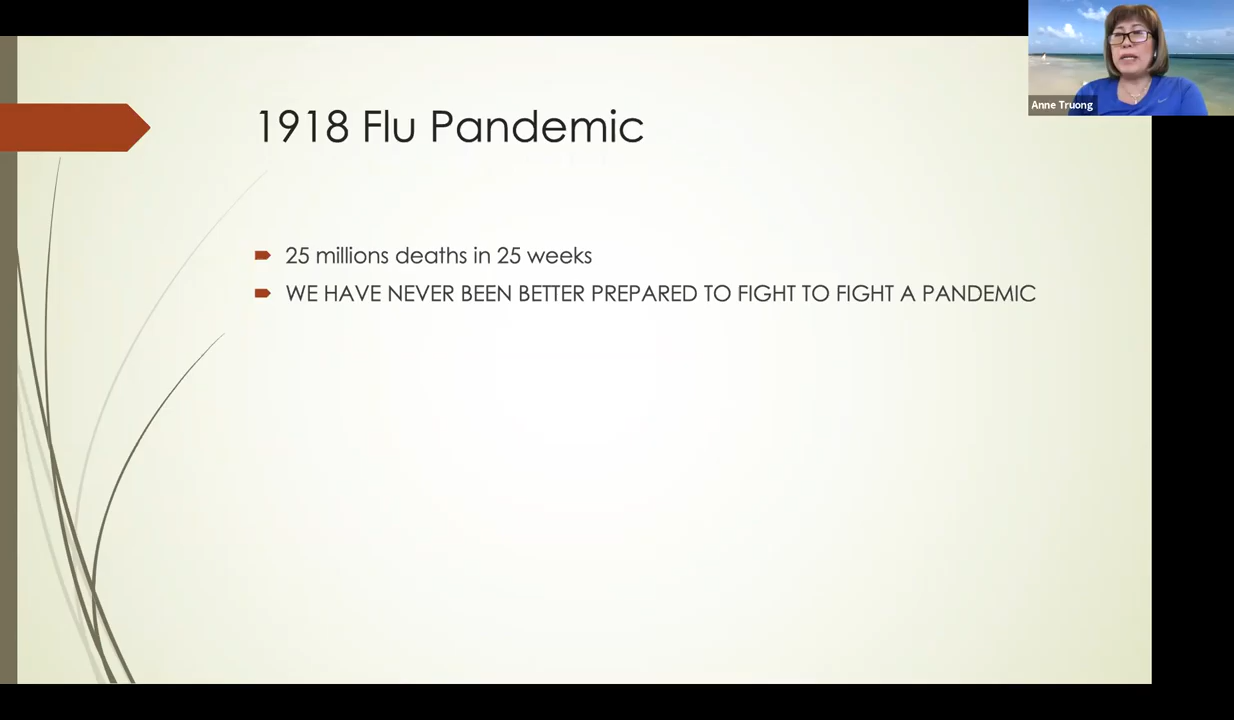 1918 Flu Pandemic
25 millions deaths in 25 weeks
WE HAVE NEVER BEEN BETTER PREPARED TO FIGHT TO FIGHT A PANDEMIC
Anne Truong